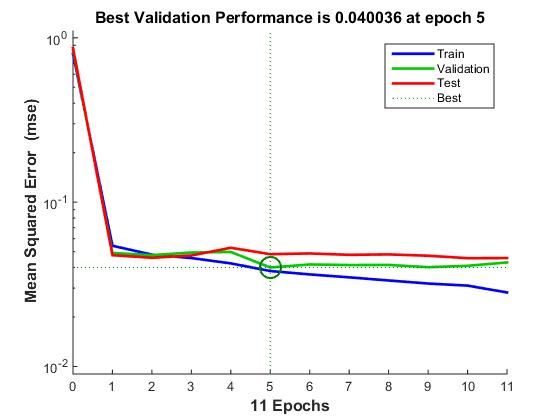 Best Validation Performance is 0.040036 at epoch 5
Mean Squared Error (mse)
10^0
10^-1
10^-2
Train
Validation
Test
Best
0 1 2 3 4 5 6 7 8 9 10 11
11 Epochs